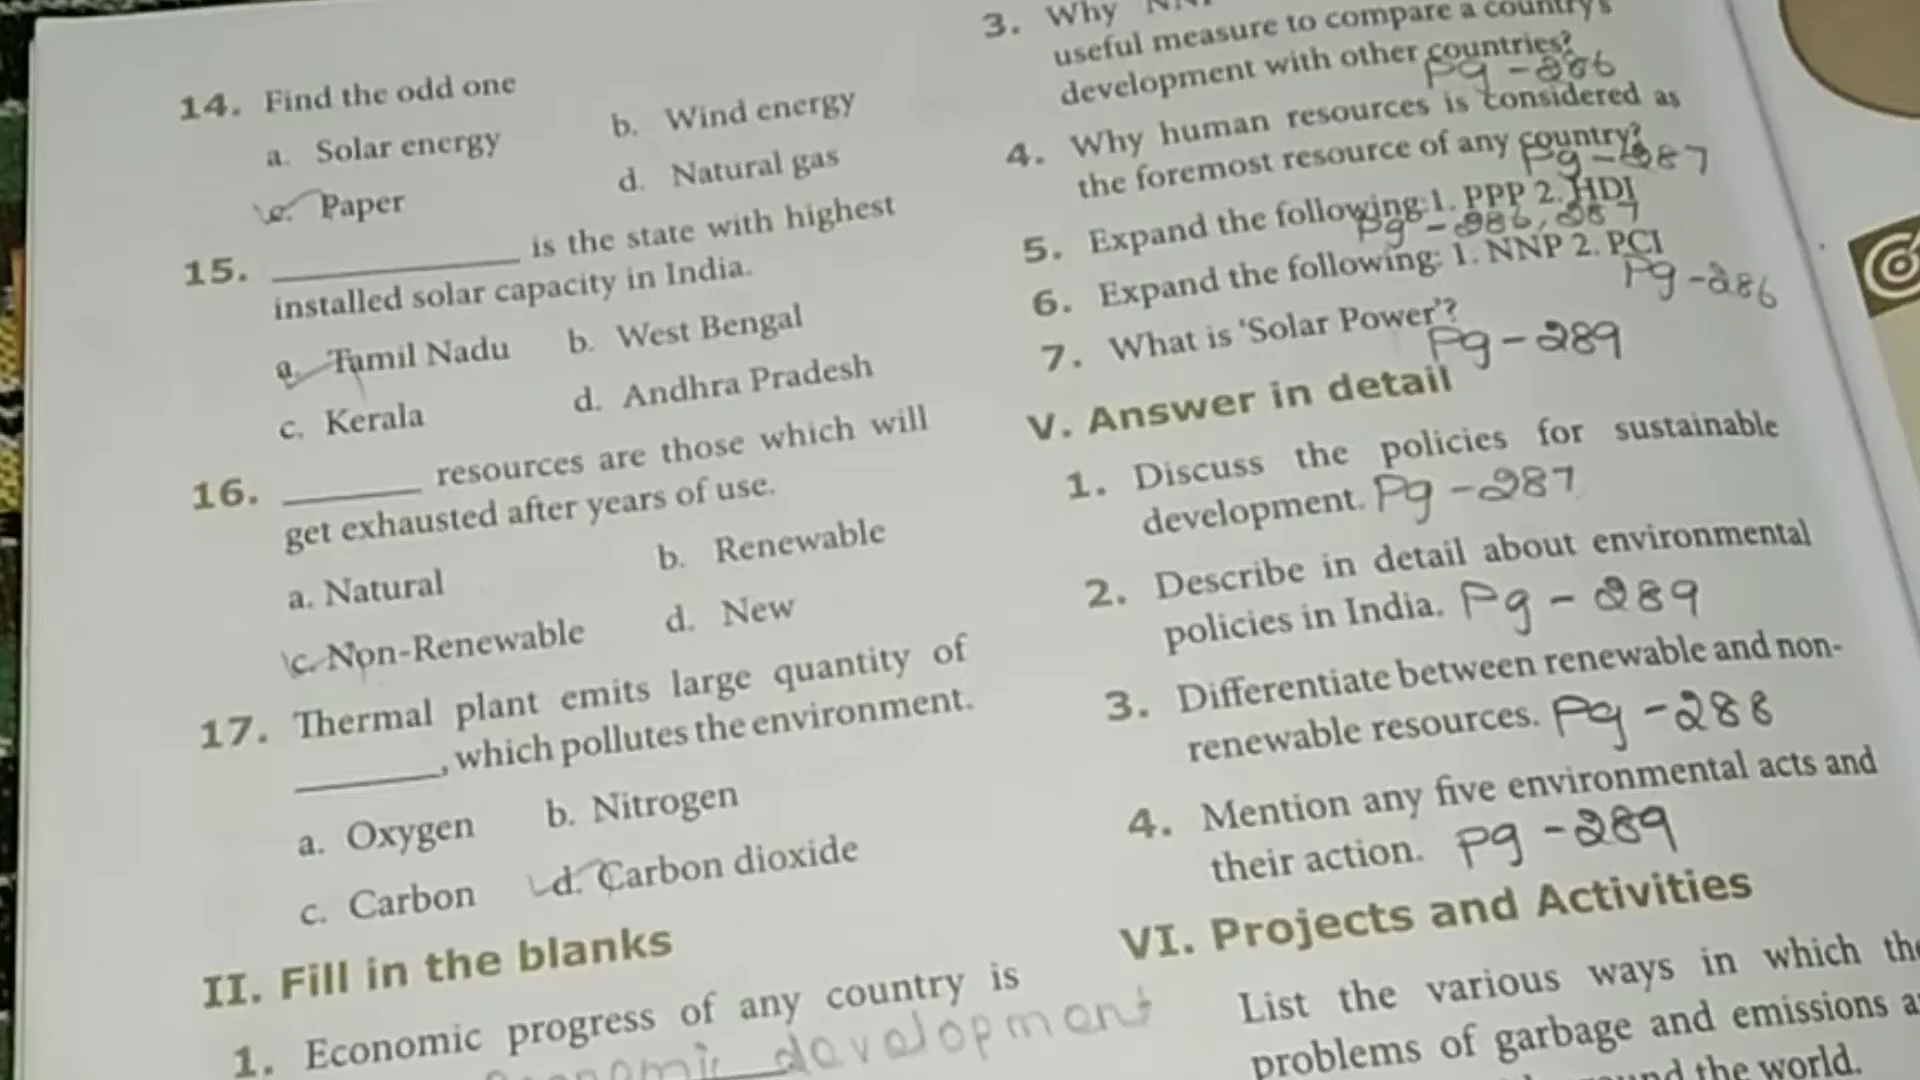 14. Find the odd one
a. Solar energy b. Wind energy
c. Paper d. Natural gas
15. ____________ is the state with highest
installed solar capacity in India.
a. Tamil Nadu b. West Bengal
c. Kerala d. Andhra Pradesh
16. _______ resources are those which will
get exhausted after years of use.
a. Natural b. Renewable
c. Non-Renewable d. New
17. Thermal plant emits large quantity of
_______, which pollutes the environment.
a. Oxygen b. Nitrogen
c. Carbon d. Carbon dioxide
II. Fill in the blanks
1. Economic progress of any country is
development
3. Why
useful measure to compare a country's
development with other countries?
Pg-286
4. Why human resources is considered as
the foremost resource of any country?
Pg-287
5. Expand the following: 1. PPP 2. HDI
Pg-286, 287
6. Expand the following: 1. NNP 2. PCI
Pg-286
7. What is 'Solar Power'?
Pg-289
V. Answer in detail
1. Discuss the policies for sustainable
development. Pg-287
2. Describe in detail about environmental
policies in India. Pg-289
3. Differentiate between renewable and non-
renewable resources. Pg-288
4. Mention any five environmental acts and
their action. Pg-289
VI. Projects and Activities
List the various ways in which the
problems of garbage and emissions
the world.